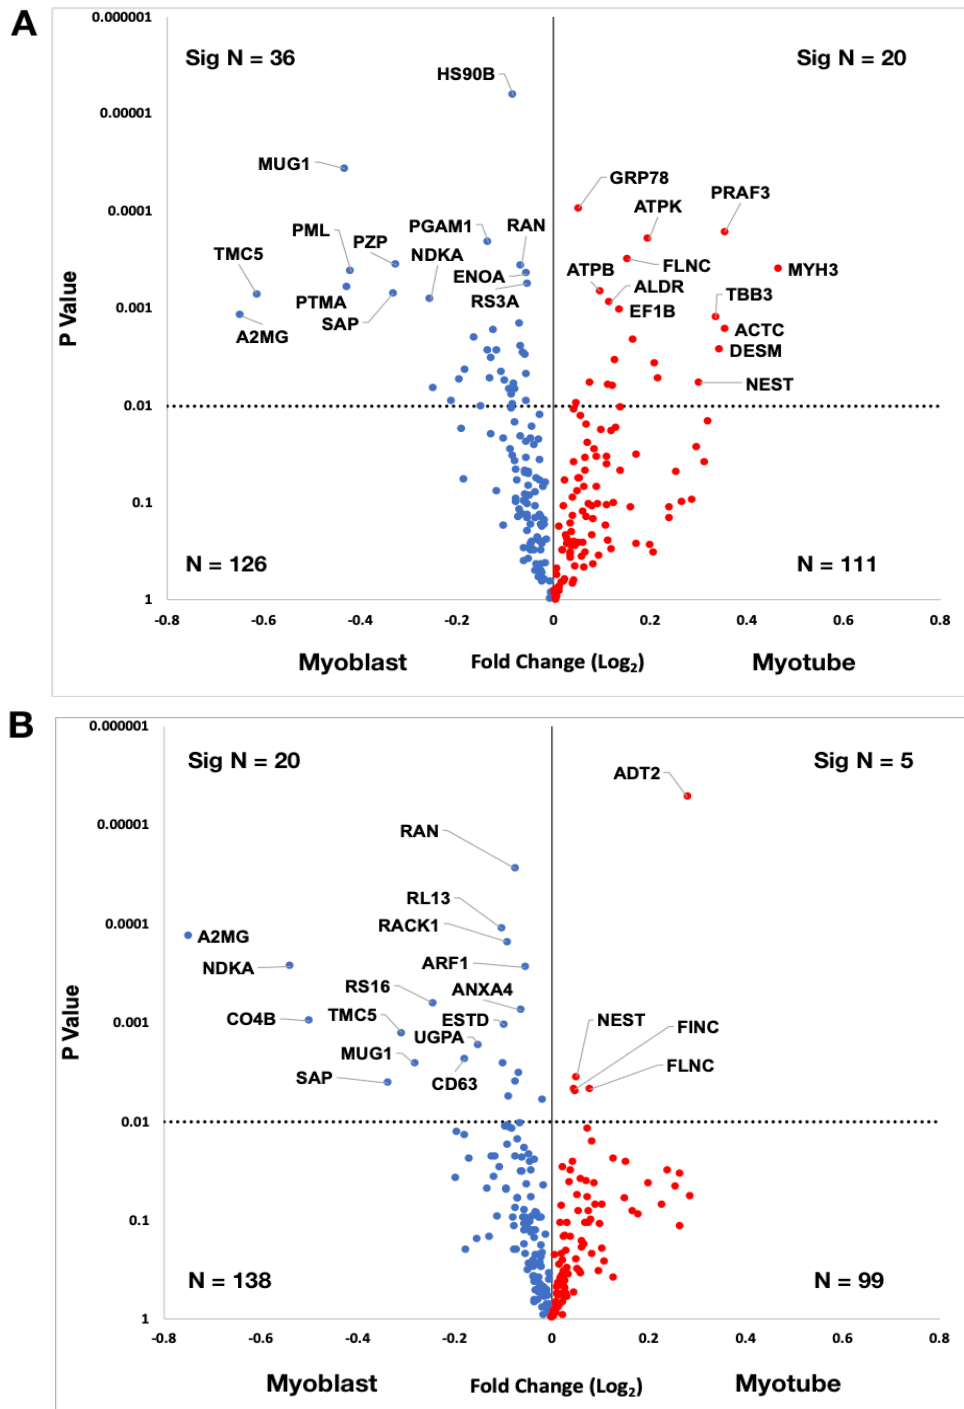 A
0.000001
Sig N = 36
Sig N = 20
HS90B
0.00001
MUG1
GRP78
PRAF3
0.0001
ATPK
PML
PGAM1
RAN
PZP
NDKA
TMC5
ENOA
ATPB
FLNC
MYH3
ALDR
RS3A
TBB3
PTMA
0.001
SAP
EF1B
A2MG
ACTC
DESM
NEST
0.01
0.1
N = 126
N = 111
1
P Value
-0.8 -0.6 -0.4 -0.2 0 0.2 0.4 0.6 0.8
Myoblast Fold Change (Log2) Myotube
B
0.000001
Sig N = 20
Sig N = 5
ADT2
0.00001
RAN
RL13
0.0001
RACK1
A2MG
ARF1
NDKA
RS16
ANXA4
CO4B
TMC5
ESTD
NEST
FINC
0.001
UGPA
MUG1
FLNC
SAP
CD63
0.01
0.1
N = 138
N = 99
1
P Value
-0.8 -0.6 -0.4 -0.2 0 0.2 0.4 0.6 0.8
Myoblast Fold Change (Log2) Myotube